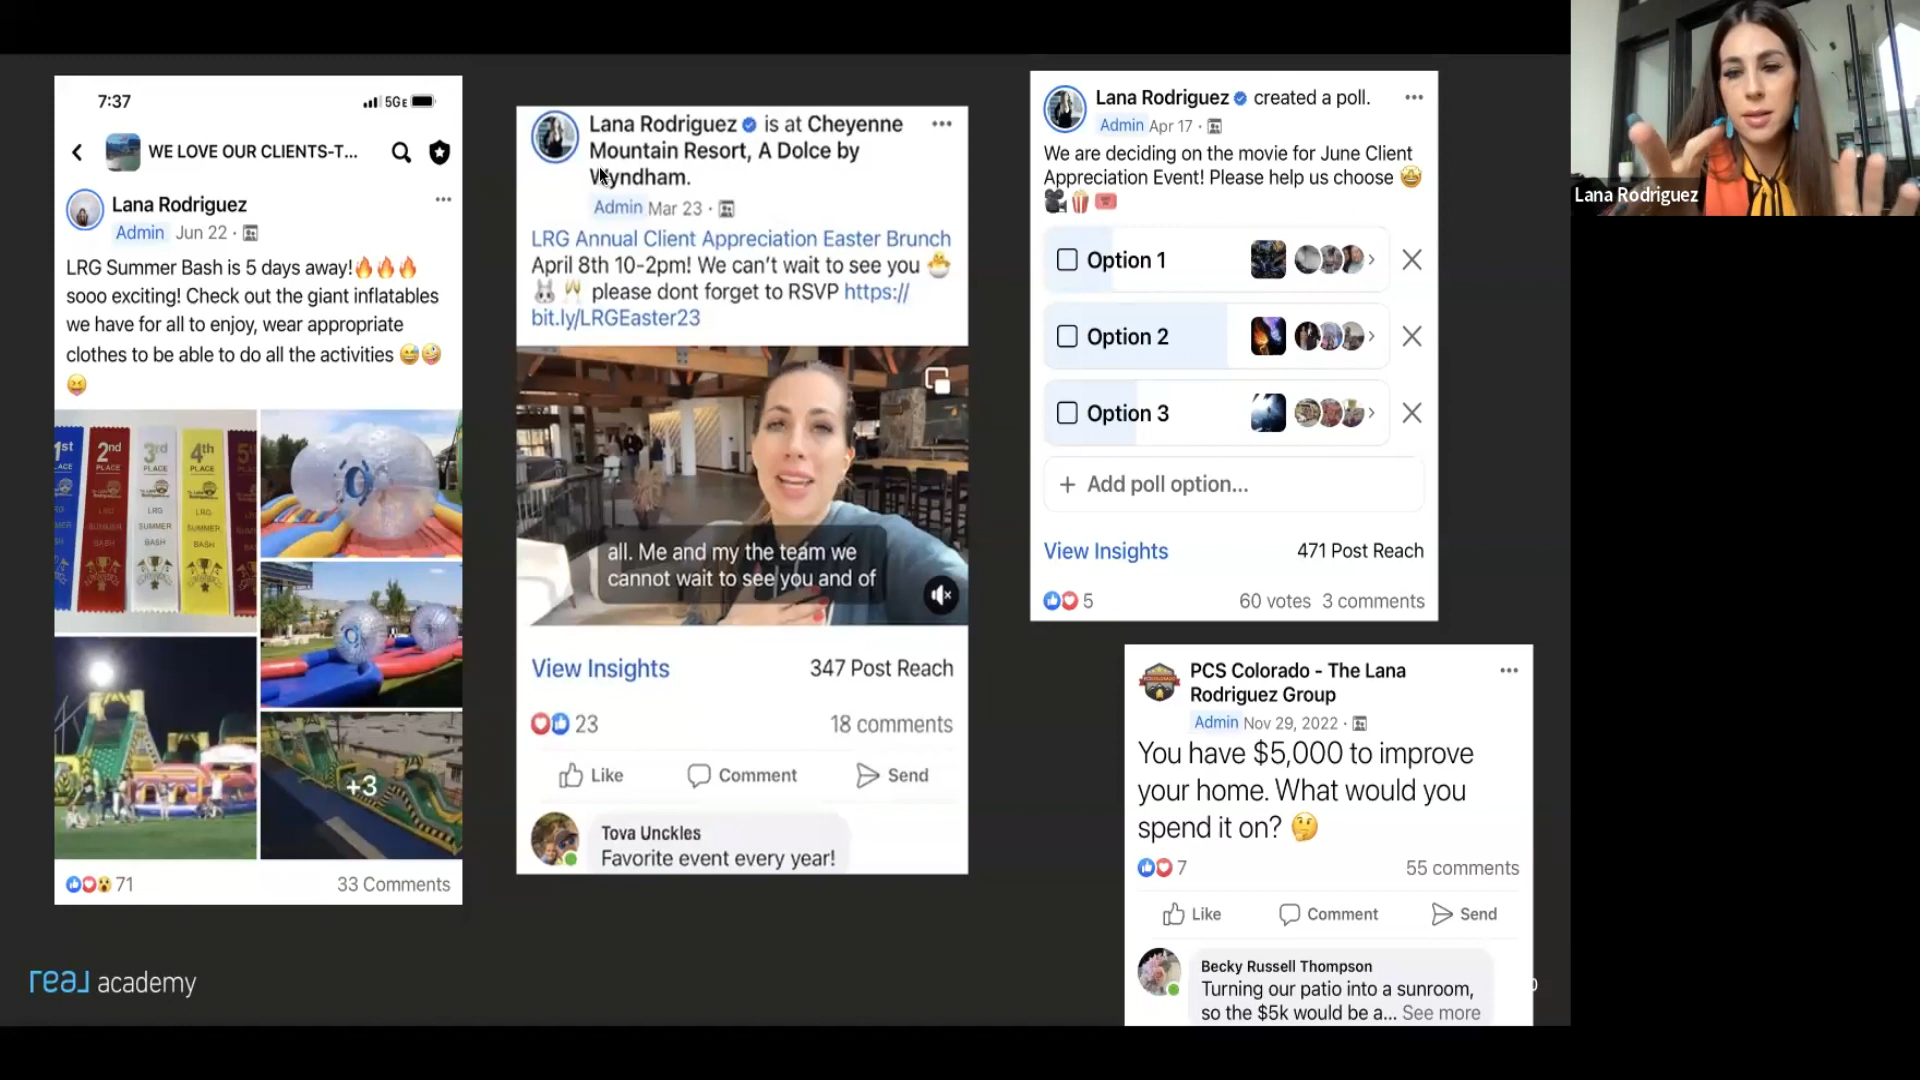 7:37
5GE
WE LOVE OUR CLIENTS-T...
Lana Rodriguez
Admin Jun 22 ·
LRG Summer Bash is 5 days away!🔥🔥🔥
sooo exciting! Check out the giant inflatables
we have for all to enjoy, wear appropriate
clothes to be able to do all the activities 😅🤪
😝
1st
PLACE
2nd
PLACE
3rd
PLACE
4th
PLACE
LRG
SUMMER
BASH
LRG
SUMMER
BASH
+3
71
33 Comments
Lana Rodriguez is at Cheyenne
Mountain Resort, A Dolce by
Wyndham.
Admin Mar 23 ·
LRG Annual Client Appreciation Easter Brunch
April 8th 10-2pm! We can't wait to see you 🐣
🐰🥂 please dont forget to RSVP https://
bit.ly/LRGEaster23
all. Me and my the team we
cannot wait to see you and of
View Insights
347 Post Reach
23
18 comments
Like
Comment
Send
Tova Unckles
Favorite event every year!
Lana Rodriguez created a poll.
Admin Apr 17 ·
We are deciding on the movie for June Client
Appreciation Event! Please help us choose 🤩
🎥🍿🎟️
Option 1
Option 2
Option 3
+ Add poll option...
View Insights
471 Post Reach
5
60 votes 3 comments
PCS Colorado - The Lana
Rodriguez Group
Admin Nov 29, 2022 ·
You have $5,000 to improve
your home. What would you
spend it on? 🤔
7
55 comments
Like
Comment
Send
Becky Russell Thompson
Turning our patio into a sunroom,
so the $5k would be a... See more
real academy
Lana Rodriguez